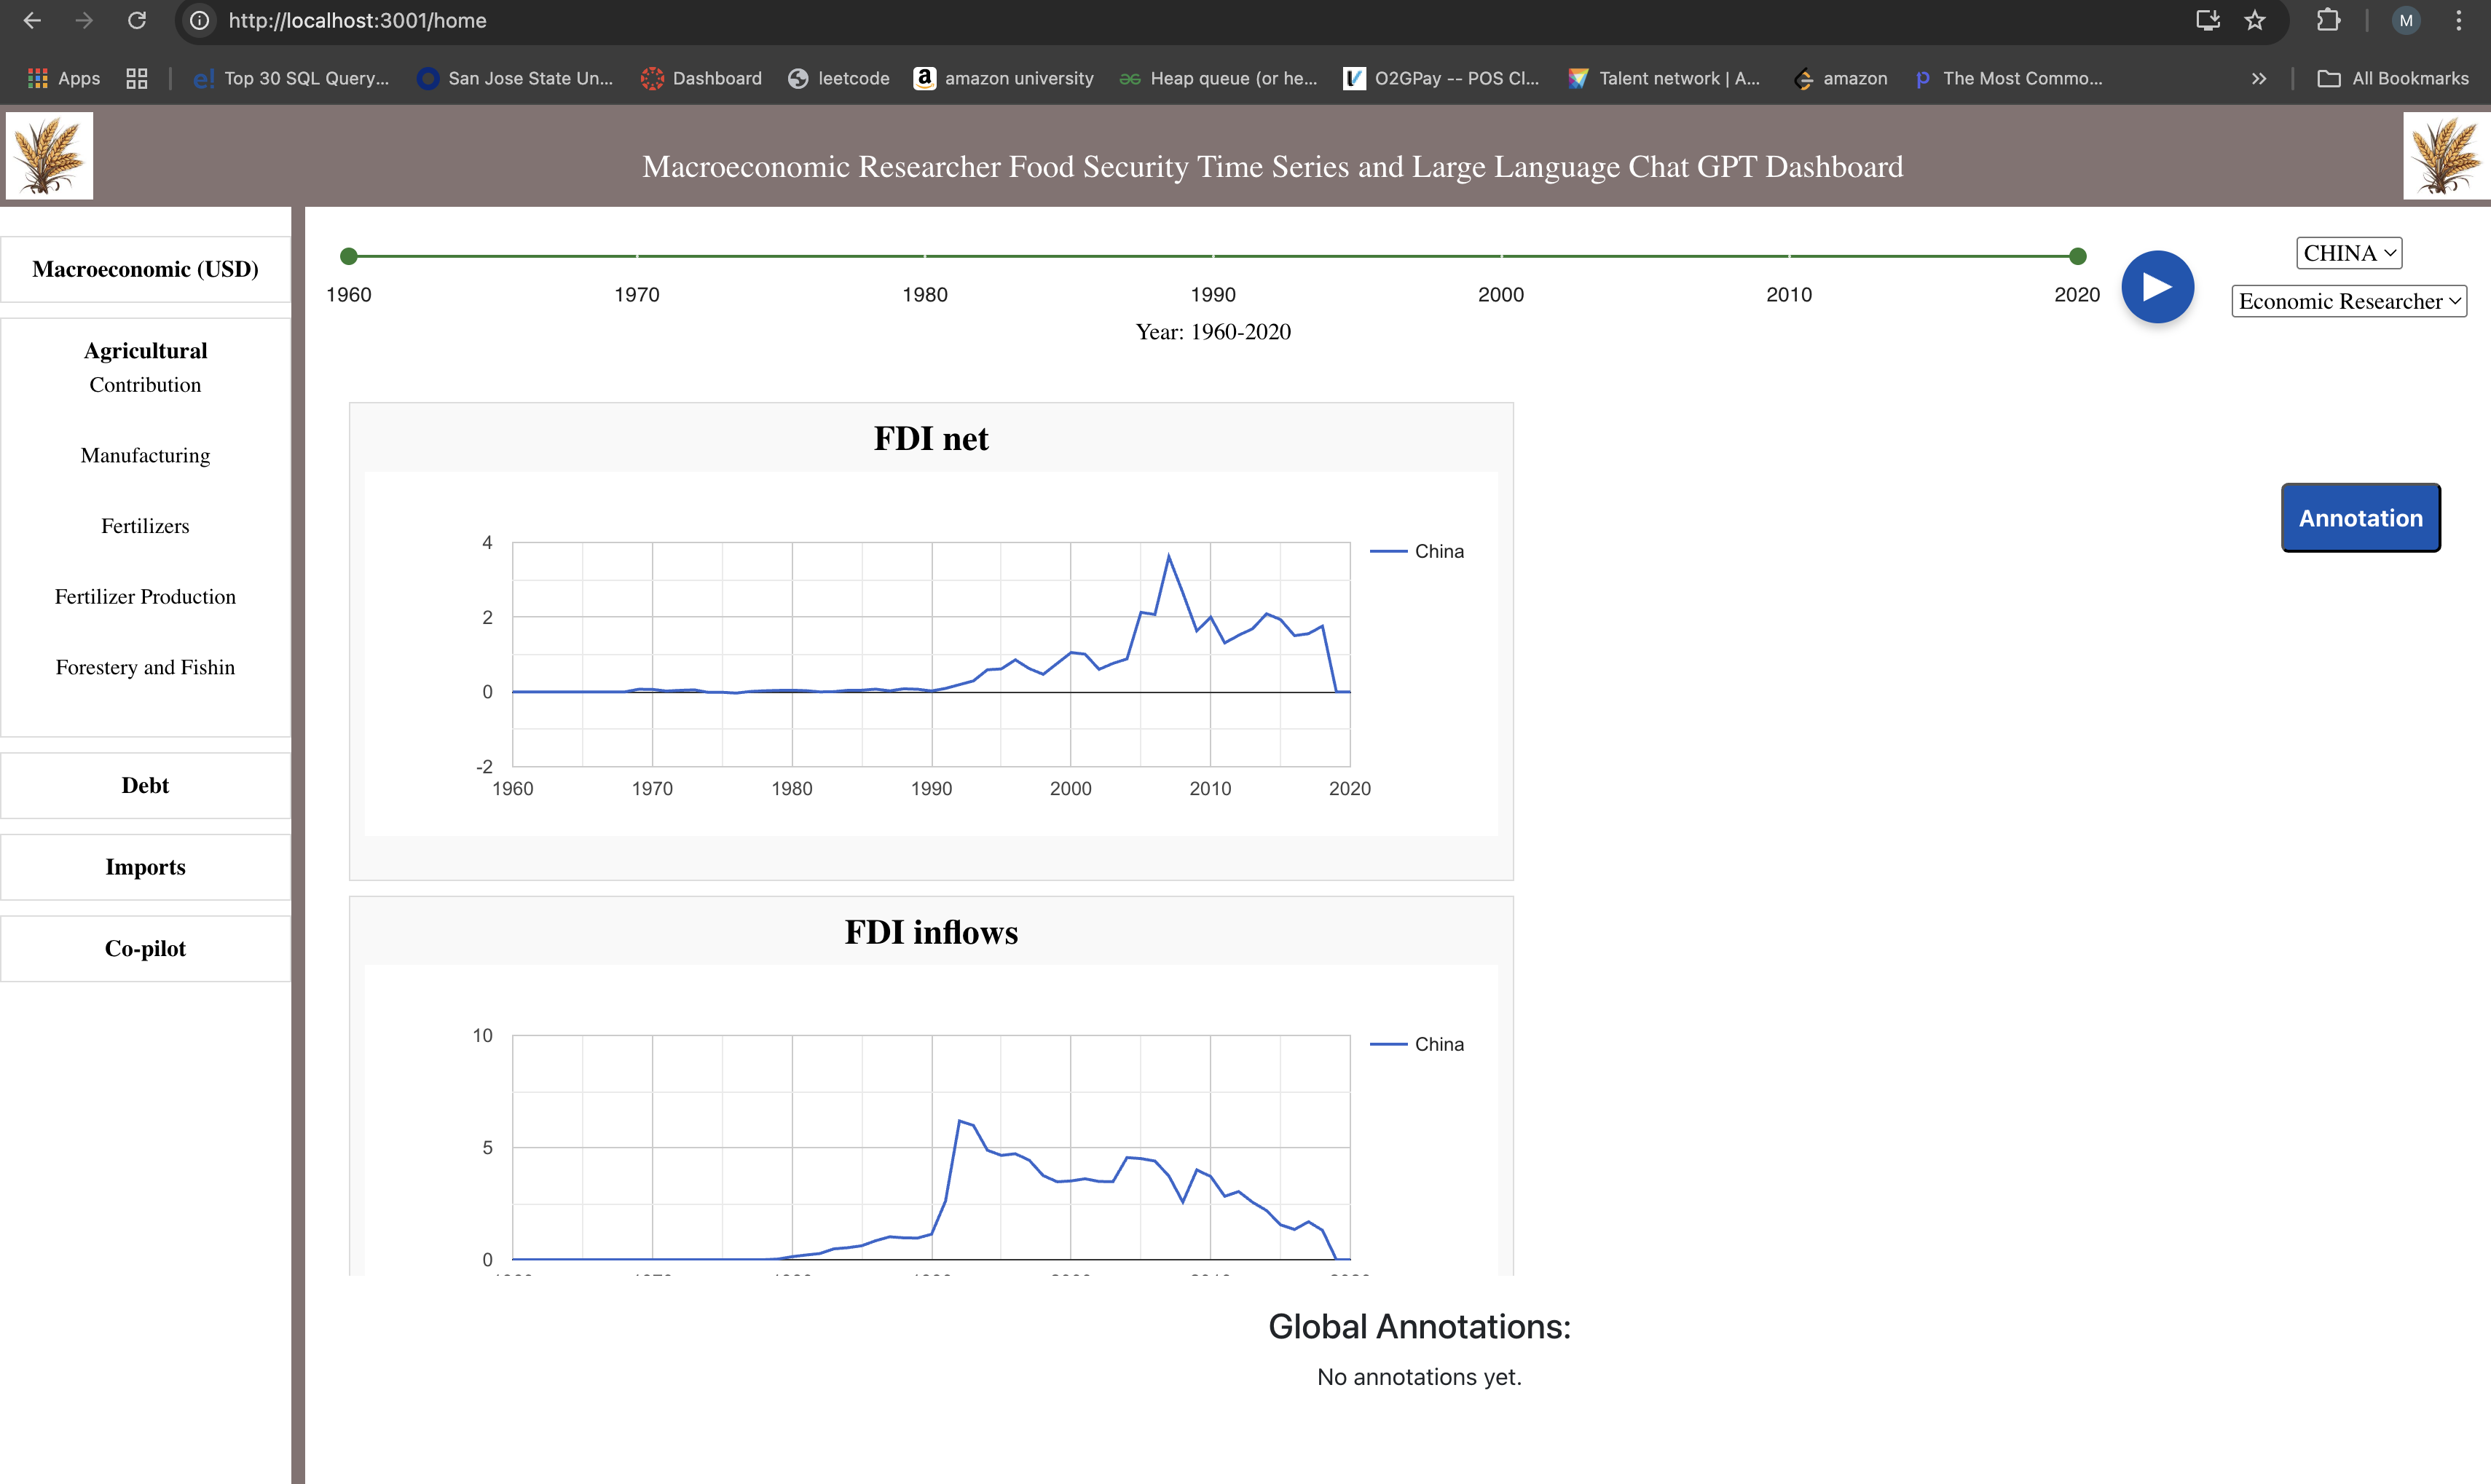 http://localhost:3001/home
M
Apps
Top 30 SQL Query...
San Jose State Un...
Dashboard
leetcode
amazon university
Heap queue (or he...
O2GPay -- POS Cl...
Talent network | A...
amazon
The Most Commo...
All Bookmarks
Macroeconomic Researcher Food Security Time Series and Large Language Chat GPT Dashboard
Macroeconomic (USD)
Agricultural
Contribution
Manufacturing
Fertilizers
Fertilizer Production
Forestery and Fishin
Debt
Imports
Co-pilot
1960 1970 1980 1990 2000 2010 2020
Year: 1960-2020
CHINA
Economic Researcher
Annotation
FDI net
China
4
2
0
-2
1960 1970 1980 1990 2000 2010 2020
FDI inflows
China
10
5
0
Global Annotations:
No annotations yet.